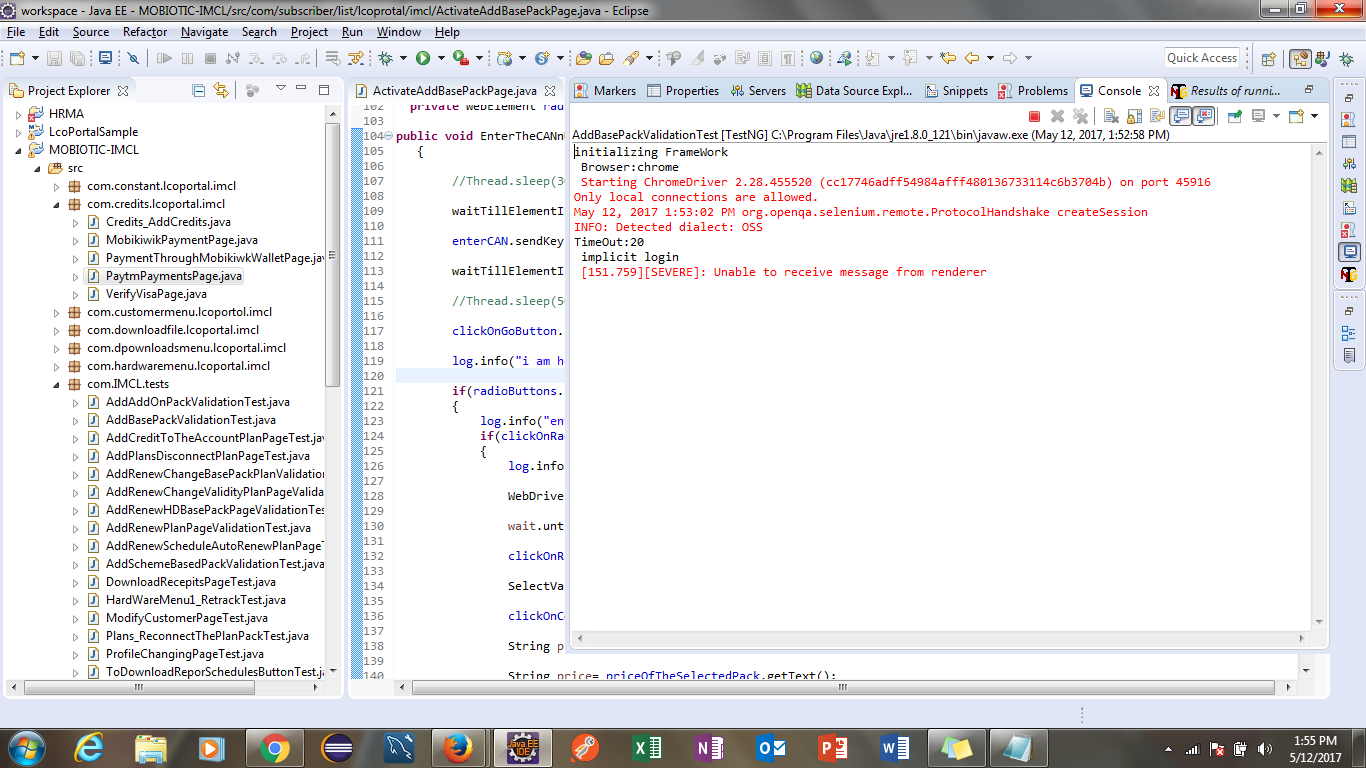 workspace - Java EE - MOBIOTIC-IMCL/src/com/subscriber/list/lcoprotal/imcl/ActivateAddBasePackPage.java - Eclipse
File Edit Source Refactor Navigate Search Project Run Window Help
Quick Access
Project Explorer
HRMA
LcoPortalSample
MOBIOTIC-IMCL
src
com.constant.lcoportal.imcl
com.credits.lcoportal.imcl
Credits_AddCredits.java
MobikiwikPaymentPage.java
PaymentThroughMobikiwkWalletPage.jav
PaytmPaymentsPage.java
VerifyVisaPage.java
com.customermenu.lcoportol.imcl
com.downloadfile.lcoportal.imcl
com.dpowloadsmenu.lcoportal.imcl
com.hardwaremenu.lcoportal.imcl
com.IMCL.tests
AddAddOnPackValidationTest.java
AddBasePackValidationTest.java
AddCreditToTheAccountPlanPageTest.jav
AddPlansDisconnectPlanPageTest.java
AddRenewChangeBasePackPlanValidation
AddRenewChangeValidityPlanPageValida
AddRenewHDBasePackPageValidationTes
AddRenewPlanPageValidationTest.java
AddRenewScheduleAutoRenewPlanPageT
AddSchemeBasedPackValidationTest.java
DownloadRecepitsPageTest.java
HardWareMenu1_RetrackTest.java
ModifyCustomerPageTest.java
Plans_ReconnectThePlanPackTest.java
ProfileChangingPageTest.java
ToDownloadReporSchedulesButtonTest.ja
ActivateAddBasePackPage.java
102 private WebElement rad
103
104 public void EnterTheCANnu
105 {
106
107 //Thread.sleep(30
108
109 waitTillElementI
110
111 enterCAN.sendKey
112
113 waitTillElementI
114
115 //Thread.sleep(50
116
117 clickOnGoButton.
118
119 log.info("i am he
120
121 if(radioButtons.
122 {
123 log.info("en
124 if(clickOnRa
125 {
126 log.info
127
128 WebDrive
129
130 wait.unt
131
132 clickOnR
133
134 SelectVa
135
136 clickOnCo
137
138 String p
139
140 String price= priceOfTheSelectedPack.getText();
Markers Properties Servers Data Source Expl... Snippets Problems Console Results of runni...
AddBasePackValidationTest [TestNG] C:\Program Files\Java\jre1.8.0_121\bin\javaw.exe (May 12, 2017, 1:52:58 PM)
initializing FrameWork
Browser:chrome
Starting ChromeDriver 2.28.455520 (cc17746adff54984afff480136733114c6b3704b) on port 45916
Only local connections are allowed.
May 12, 2017 1:53:02 PM org.openqa.selenium.remote.ProtocolHandshake createSession
INFO: Detected dialect: OSS
TimeOut:20
implicit login
[151.759][SEVERE]: Unable to receive message from renderer
Java EE
IDE
1:55 PM
5/12/2017